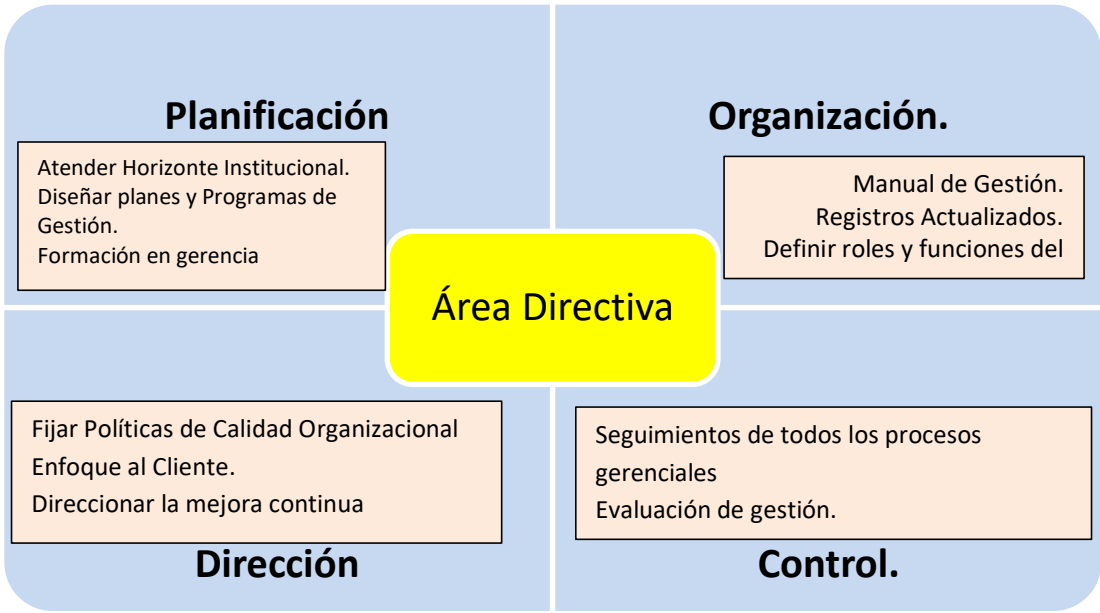 Planificación
Atender Horizonte Institucional.
Diseñar planes y Programas de
Gestión.
Formación en gerencia
Organización.
Manual de Gestión.
Registros Actualizados.
Definir roles y funciones del
Área Directiva
Fijar Políticas de Calidad Organizacional
Enfoque al Cliente.
Direccionar la mejora continua
Dirección
Seguimientos de todos los procesos
gerenciales
Evaluación de gestión.
Control.